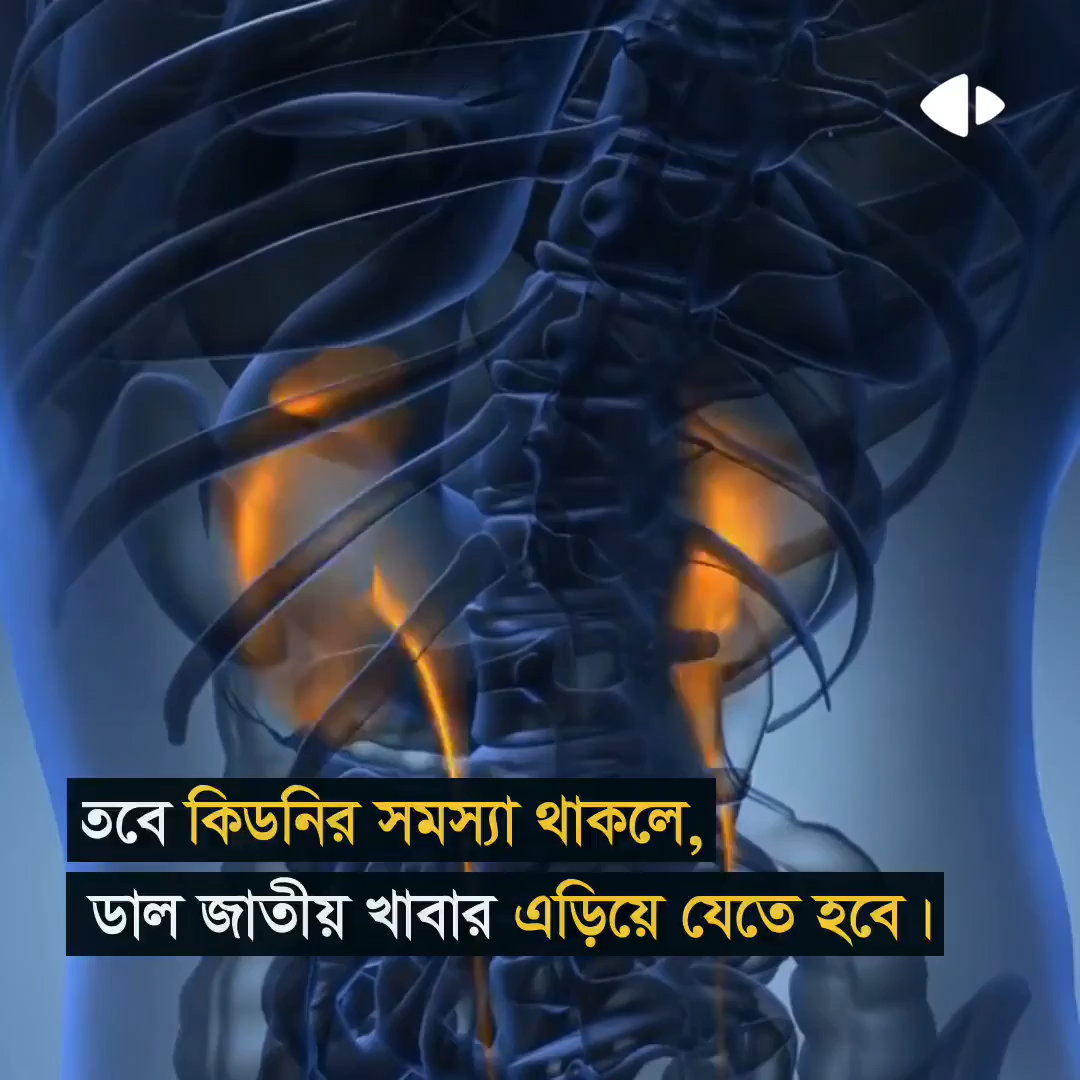 তবে কিডনির সমস্যা থাকলে,
ডাল জাতীয় খাবার এড়িয়ে যেতে হবে।